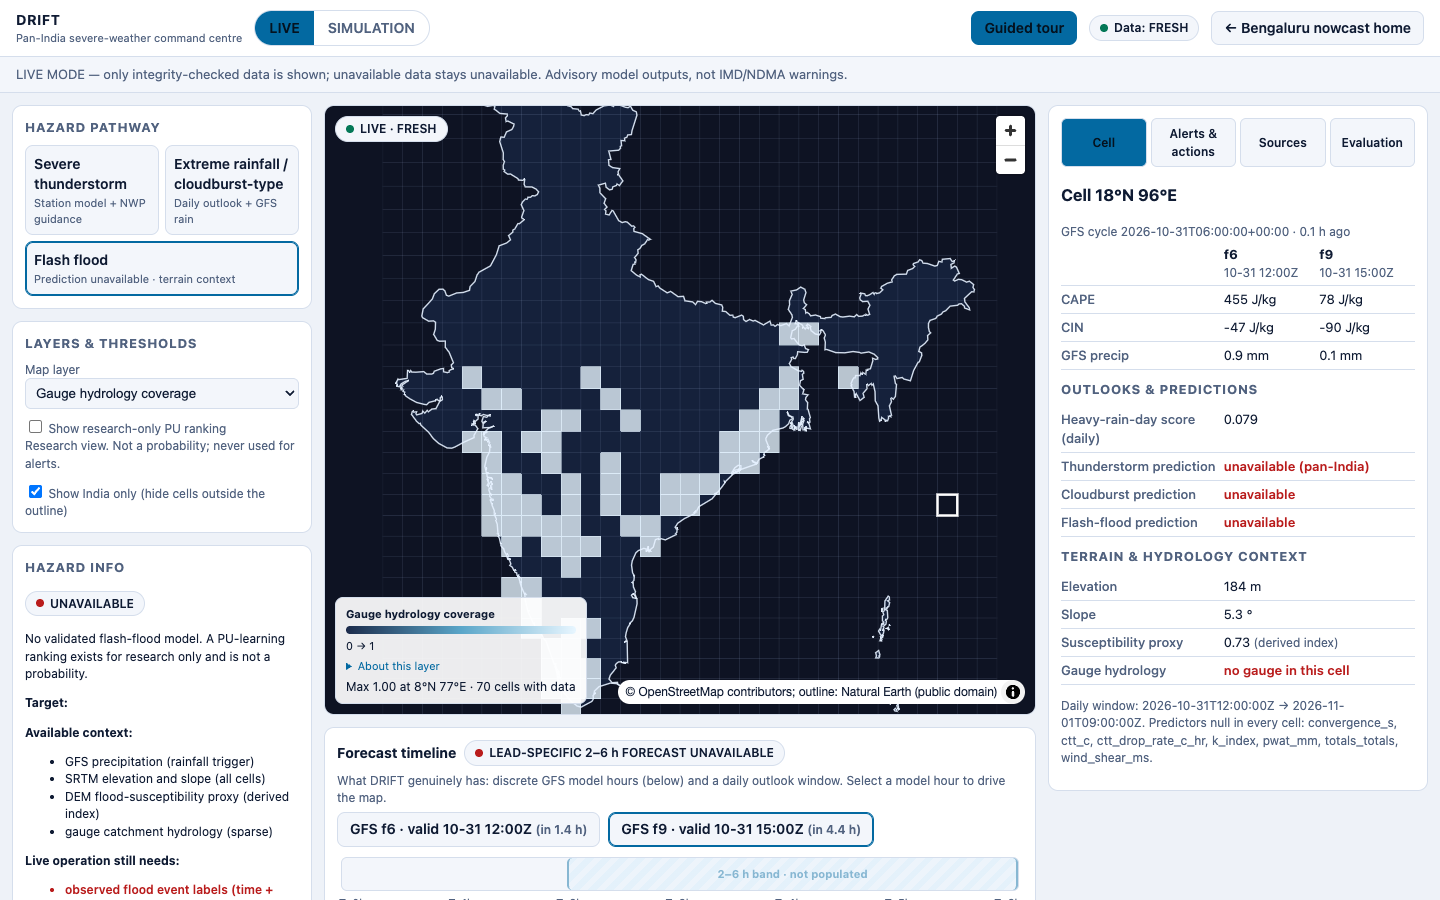 DRIFT
Pan-India severe-weather command centre
LIVE
SIMULATION
Guided tour
Data: FRESH
← Bengaluru nowcast home
LIVE MODE — only integrity-checked data is shown; unavailable data stays unavailable. Advisory model outputs, not IMD/NDMA warnings.
HAZARD PATHWAY
Severe
thunderstorm
Station model + NWP
guidance
Extreme rainfall /
cloudburst-type
Daily outlook + GFS
rain
Flash flood
Prediction unavailable · terrain context
LAYERS & THRESHOLDS
Map layer
Gauge hydrology coverage
Show research-only PU ranking
Research view. Not a probability; never used for
alerts.
Show India only (hide cells outside the
outline)
HAZARD INFO
UNAVAILABLE
No validated flash-flood model. A PU-learning
ranking exists for research only and is not a
probability.
Target:
Available context:
• GFS precipitation (rainfall trigger)
• SRTM elevation and slope (all cells)
• DEM flood-susceptibility proxy (derived
index)
• gauge catchment hydrology (sparse)
Live operation still needs:
• observed flood event labels (time +
LIVE · FRESH
+
−
Gauge hydrology coverage
0 → 1
About this layer
Max 1.00 at 8°N 77°E · 70 cells with data
© OpenStreetMap contributors; outline: Natural Earth (public domain)
Forecast timeline
LEAD-SPECIFIC 2–6 h FORECAST UNAVAILABLE
What DRIFT genuinely has: discrete GFS model hours (below) and a daily outlook window. Select a model hour to drive
the map.
GFS f6 · valid 10-31 12:00Z (in 1.4 h)
GFS f9 · valid 10-31 15:00Z (in 4.4 h)
2–6 h band · not populated
Cell
Alerts &
actions
Sources
Evaluation
Cell 18°N 96°E
GFS cycle 2026-10-31T06:00:00+00:00 · 0.1 h ago
f6 f9
10-31 12:00Z 10-31 15:00Z
CAPE 455 J/kg 78 J/kg
CIN -47 J/kg -90 J/kg
GFS precip 0.9 mm 0.1 mm
OUTLOOKS & PREDICTIONS
Heavy-rain-day score 0.079
(daily)
Thunderstorm prediction unavailable (pan-India)
Cloudburst prediction unavailable
Flash-flood prediction unavailable
TERRAIN & HYDROLOGY CONTEXT
Elevation 184 m
Slope 5.3 °
Susceptibility proxy 0.73 (derived index)
Gauge hydrology no gauge in this cell
Daily window: 2026-10-31T12:00:00Z → 2026-11-
01T09:00:00Z. Predictors null in every cell: convergence_s,
ctt_c, ctt_drop_rate_c_hr, k_index, pwat_mm, totals_totals,
wind_shear_ms.